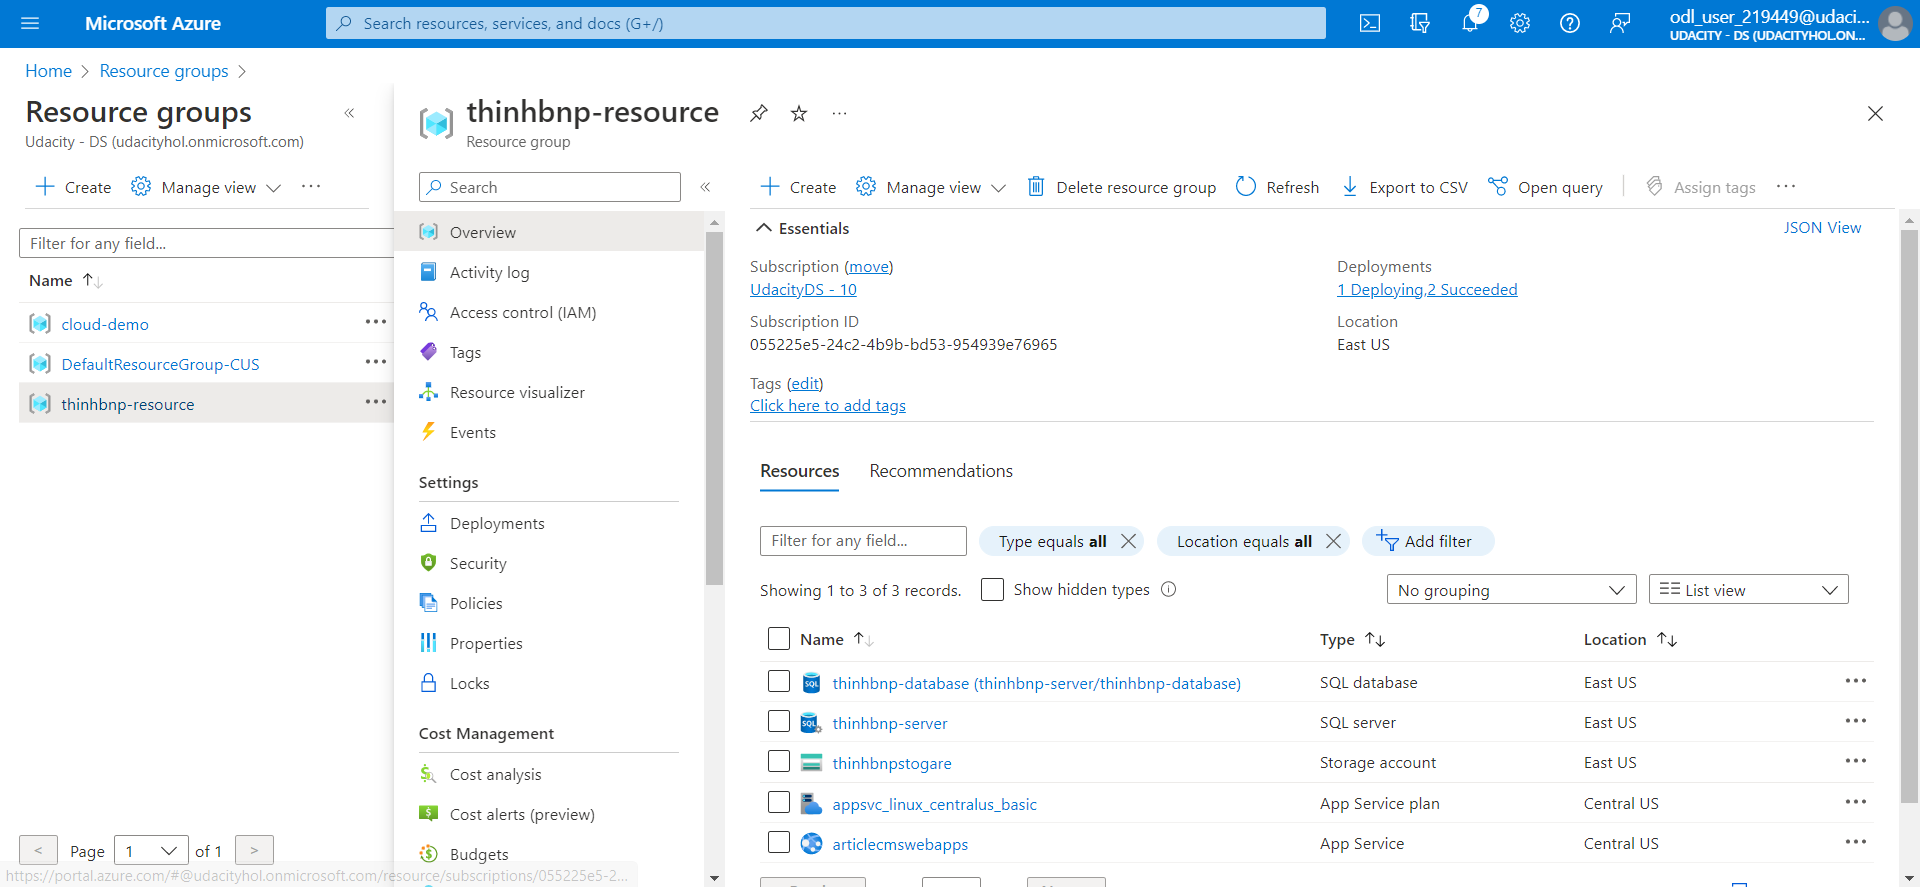 Microsoft Azure
Search resources, services, and docs (G+/)
7
odl_user_219449@udaci...
UDACITY - DS (UDACITYHOL.ON...
Home > Resource groups >
Resource groups
Udacity - DS (udacityhol.onmicrosoft.com)
Create
Manage view
Filter for any field...
Name
cloud-demo
DefaultResourceGroup-CUS
thinhbnp-resource
< Page 1 of 1 >
https://portal.azure.com/#@udacityhol.onmicrosoft.com/resource/subscriptions/055225e5-2...
thinhbnp-resource
Resource group
Search
Overview
Activity log
Access control (IAM)
Tags
Resource visualizer
Events
Settings
Deployments
Security
Policies
Properties
Locks
Cost Management
Cost analysis
Cost alerts (preview)
Budgets
Create
Manage view
Delete resource group
Refresh
Export to CSV
Open query
Assign tags
Essentials
JSON View
Subscription (move)
UdacityDS - 10
Subscription ID
055225e5-24c2-4b9b-bd53-954939e76965
Deployments
1 Deploying,2 Succeeded
Location
East US
Tags (edit)
Click here to add tags
Resources
Recommendations
Filter for any field...
Type equals all
Location equals all
Add filter
Showing 1 to 3 of 3 records.
Show hidden types
No grouping
List view
Name Type Location
thinhbnp-database (thinhbnp-server/thinhbnp-database) SQL database East US
thinhbnp-server SQL server East US
thinhbnpstogare Storage account East US
appsvc_linux_centralus_basic App Service plan Central US
articlecmswebapps App Service Central US